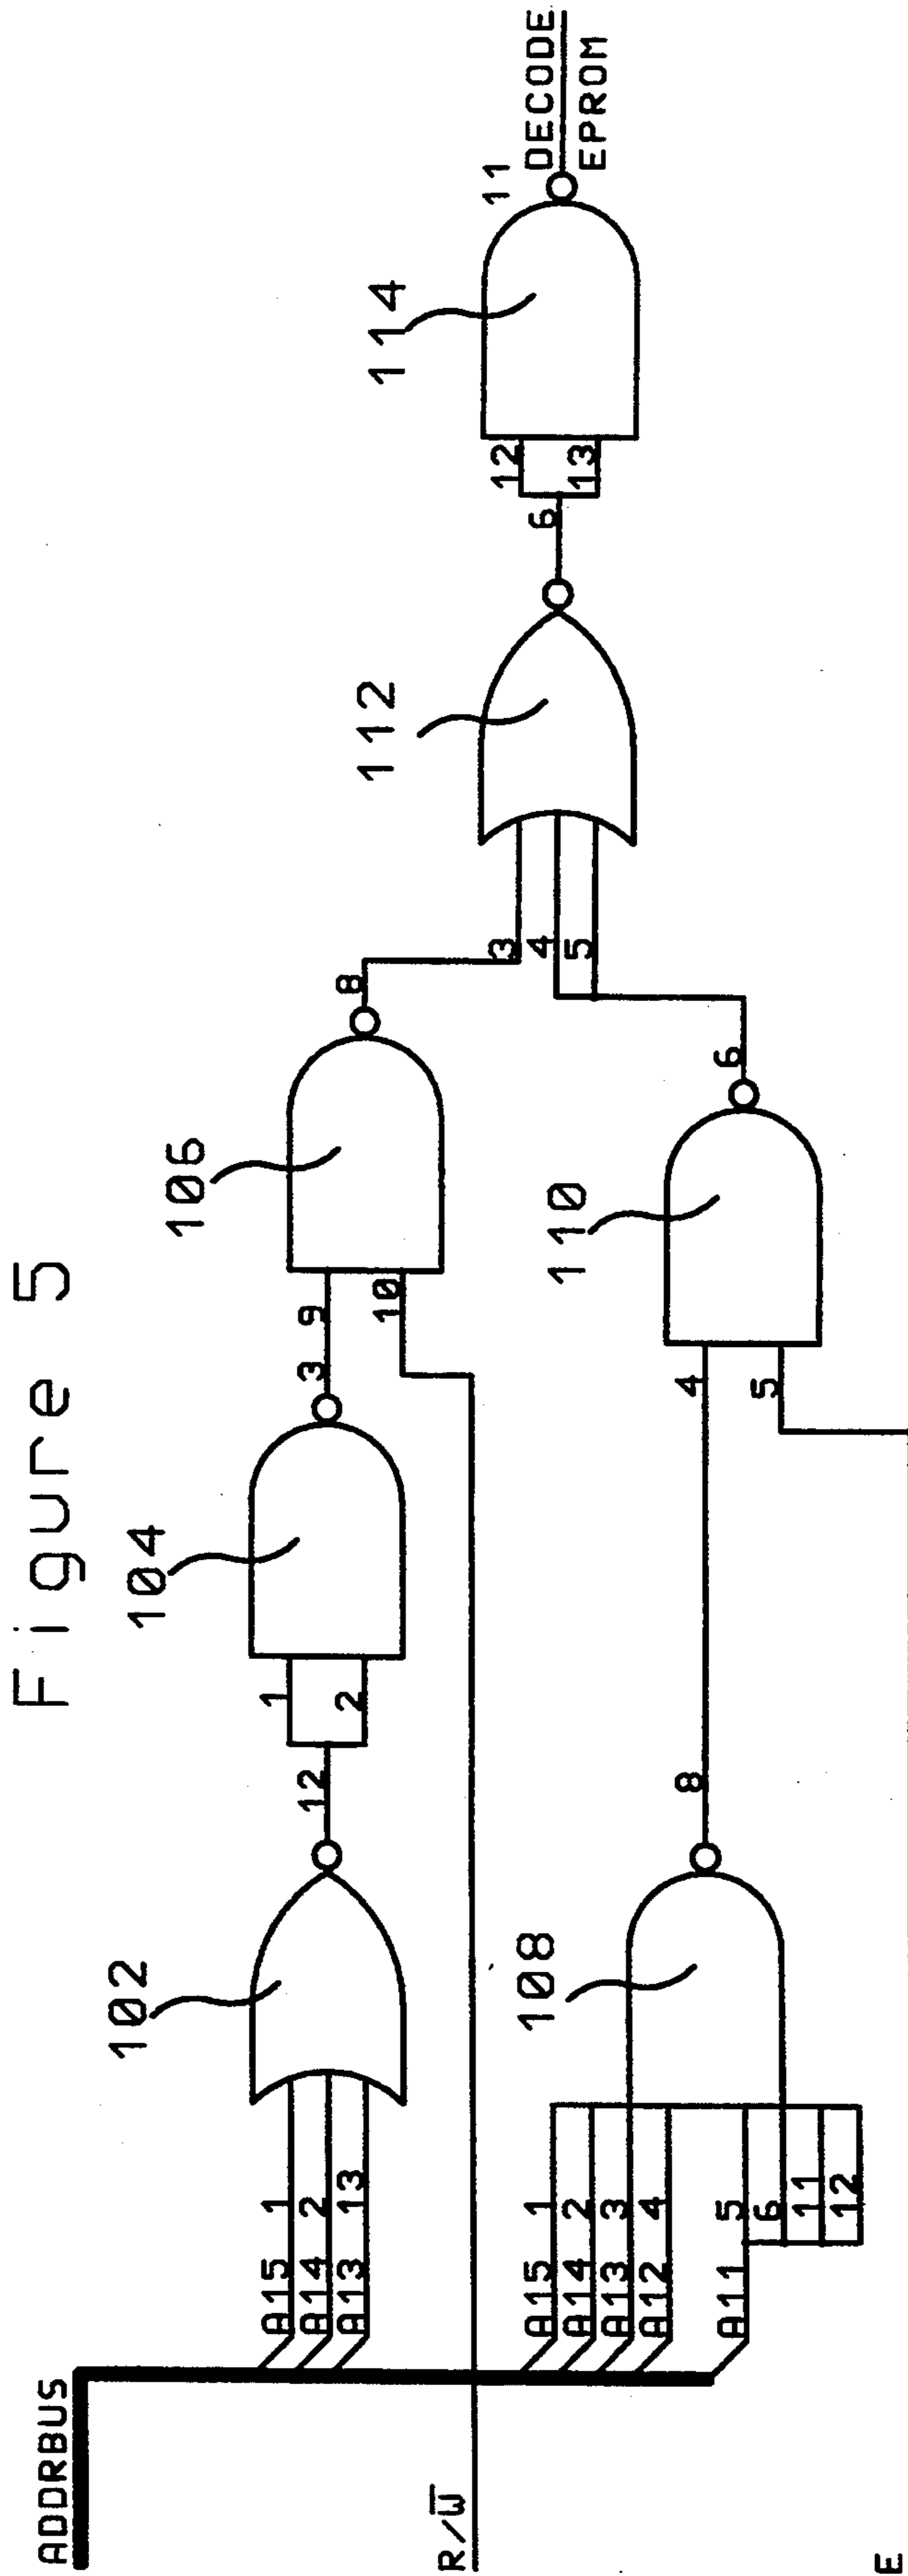 Figure 5
ADDRBUS
A15 1
A14 2
A13 13
102
12
1
2
104
3
9
10
106
8
R/W̅
A15 1
A14 2
A13 3
A12 4
A11 5
6
11
12
108
8
4
5
110
6
3
4
5
112
6
12
13
114
11
DECODE
EPROM
E